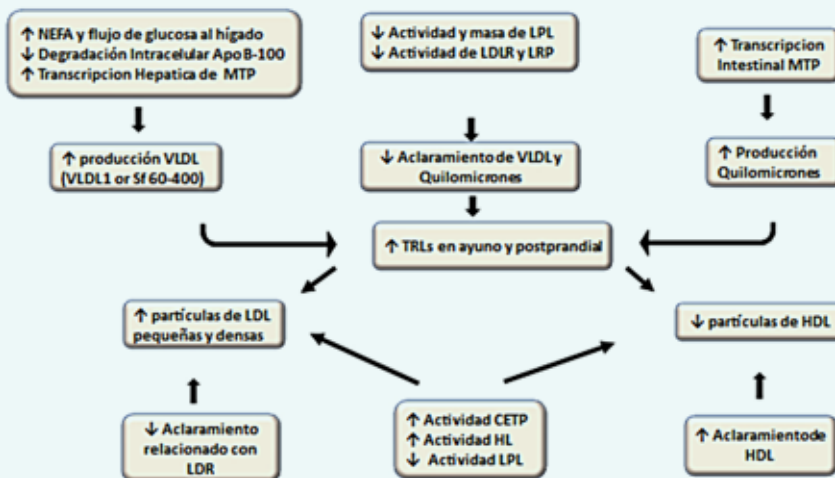 ↑ NEFA y flujo de glucosa al hígado
↓ Degradación Intracelular Apo B-100
↑ Transcripcion Hepatica de MTP
↓ Actividad y masa de LPL
↓ Actividad de LDLR y LRP
↑ Transcripcion
Intestinal MTP
↑ producción VLDL
(VLDL1 or Sf 60-400)
↓ Aclaramiento de VLDL y
Quilomicrones
↑ Producción
Quilomicrones
↑ TRLs en ayuno y postprandial
↑ partículas de LDL
pequeñas y densas
↓ partículas de HDL
↓ Aclaramiento
relacionado con
LDR
↑ Actividad CETP
↑ Actividad HL
↓ Actividad LPL
↑ Aclaramiento de
HDL